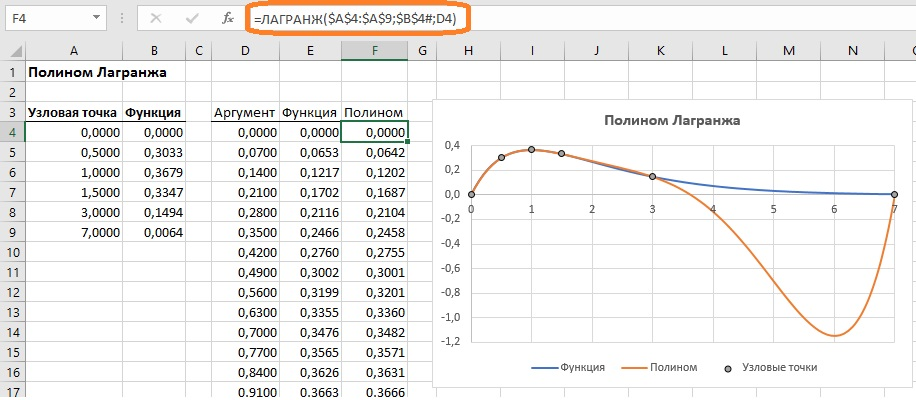 F4 fx =ЛАГРАНЖ($A$4:$A$9;$B$4#;D4)
A B C D E F G H I J K L M N
1 Полином Лагранжа
2
3 Узловая точка Функция Аргумент Функция Полином
4 0,0000 0,0000 0,0000 0,0000 0,0000
5 0,5000 0,3033 0,0700 0,0653 0,0642
6 1,0000 0,3679 0,1400 0,1217 0,1202
7 1,5000 0,3347 0,2100 0,1702 0,1687
8 3,0000 0,1494 0,2800 0,2116 0,2104
9 7,0000 0,0064 0,3500 0,2466 0,2458
10 0,4200 0,2760 0,2755
11 0,4900 0,3002 0,3001
12 0,5600 0,3199 0,3201
13 0,6300 0,3355 0,3360
14 0,7000 0,3476 0,3482
15 0,7700 0,3565 0,3571
16 0,8400 0,3626 0,3631
17 0,9100 0,3663 0,3666
Полином Лагранжа
0,4
0,2
0,0
-0,2
-0,4
-0,6
-0,8
-1,0
-1,2
0 1 2 3 4 5 6 7
Функция Полином Узловые точки